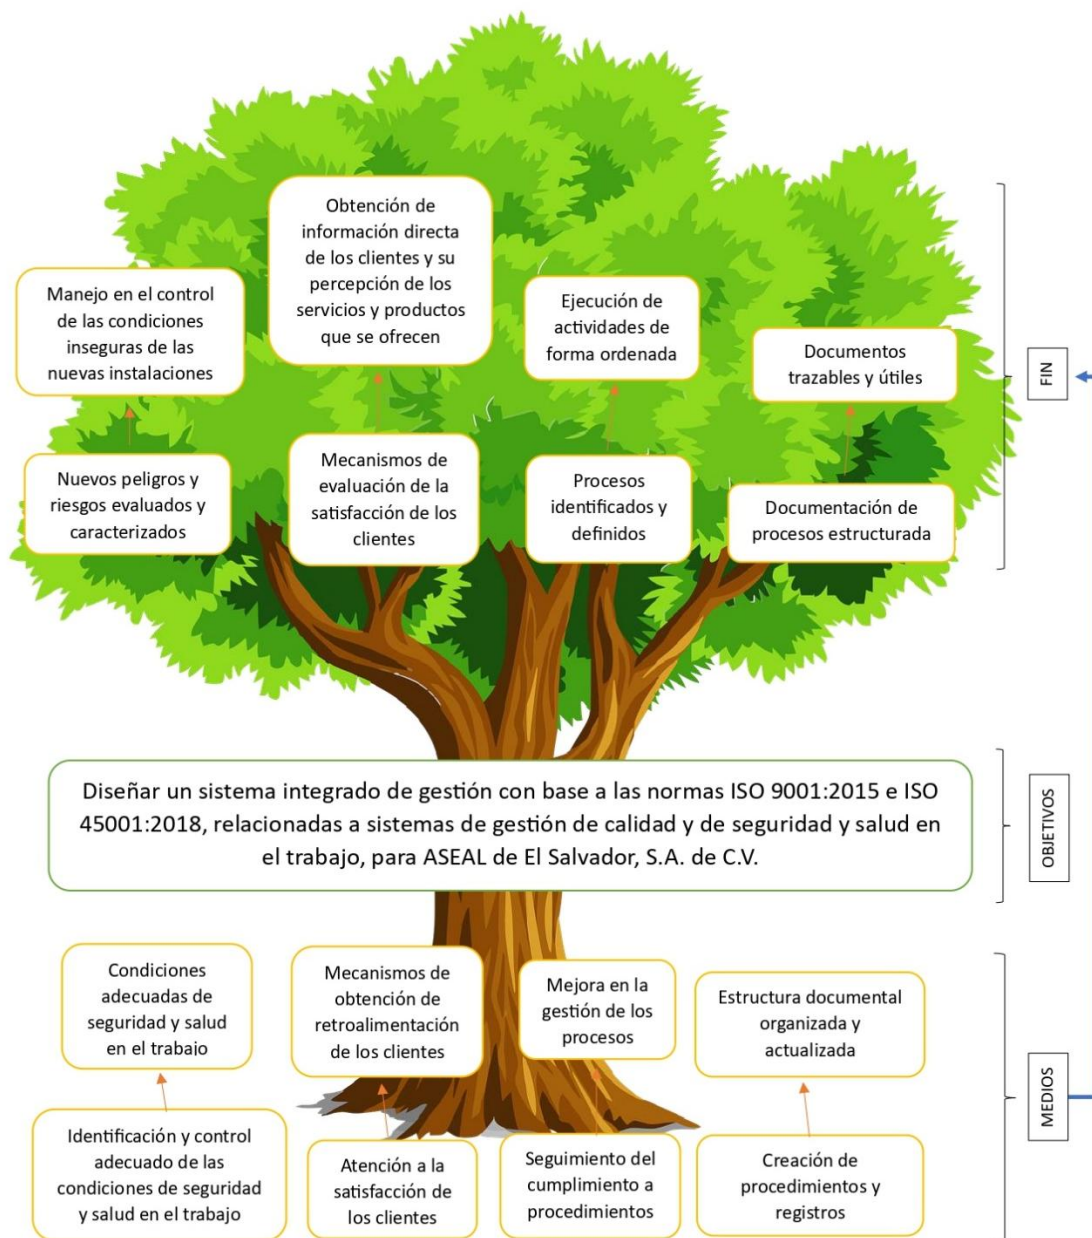 Obtención de
información directa
de los clientes y su
percepción de los
servicios y productos
que se ofrecen
Manejo en el control
de las condiciones
inseguras de las
nuevas instalaciones
Ejecución de
actividades de
forma ordenada
Documentos
trazables y útiles
FIN
Nuevos peligros y
riesgos evaluados y
caracterizados
Mecanismos de
evaluación de la
satisfacción de los
clientes
Procesos
identificados y
definidos
Documentación de
procesos estructurada
Diseñar un sistema integrado de gestión con base a las normas ISO 9001:2015 e ISO
45001:2018, relacionadas a sistemas de gestión de calidad y de seguridad y salud en
el trabajo, para ASEAL de El Salvador, S.A. de C.V.
OBJETIVOS
Condiciones
adecuadas de
seguridad y salud
en el trabajo
Mecanismos de
obtención de
retroalimentación
de los clientes
Mejora en la
gestión de los
procesos
Estructura documental
organizada y
actualizada
MEDIOS
Identificación y control
adecuado de las
condiciones de seguridad
y salud en el trabajo
Atención a la
satisfacción de
los clientes
Seguimiento del
cumplimiento a
procedimientos
Creación de
procedimientos y
registros